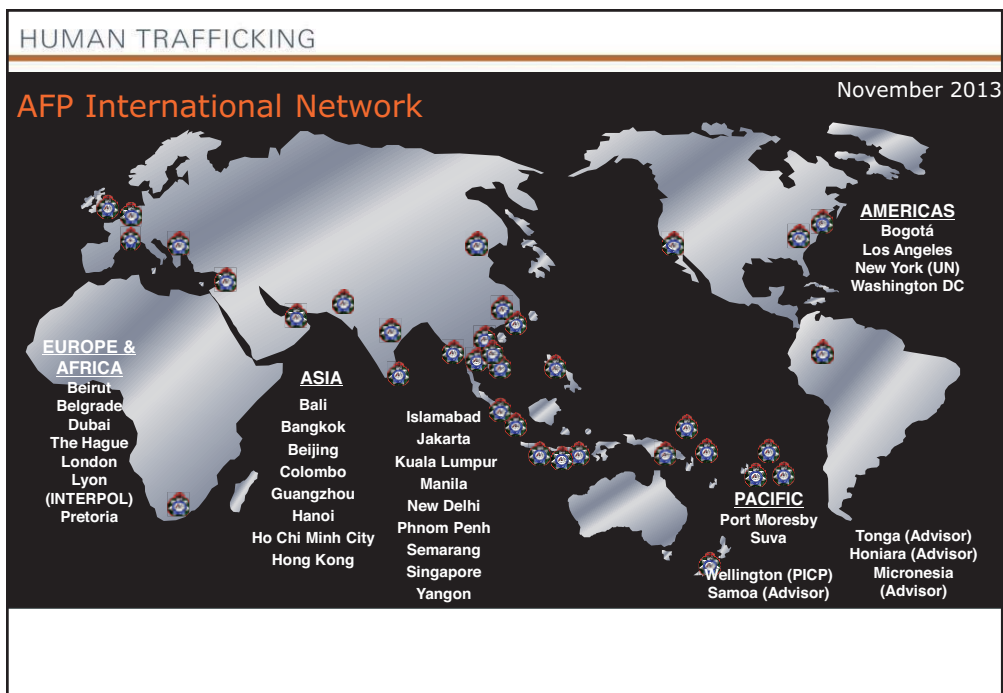 HUMAN TRAFFICKING
AFP International Network
November 2013
AMERICAS
Bogotá
Los Angeles
New York (UN)
Washington DC
EUROPE &
AFRICA
Beirut
Belgrade
Dubai
The Hague
London
Lyon
(INTERPOL)
Pretoria
ASIA
Bali
Bangkok
Beijing
Colombo
Guangzhou
Hanoi
Ho Chi Minh City
Hong Kong
Islamabad
Jakarta
Kuala Lumpur
Manila
New Delhi
Phnom Penh
Semarang
Singapore
Yangon
PACIFIC
Port Moresby
Suva
Wellington (PICP)
Samoa (Advisor)
Tonga (Advisor)
Honiara (Advisor)
Micronesia
(Advisor)